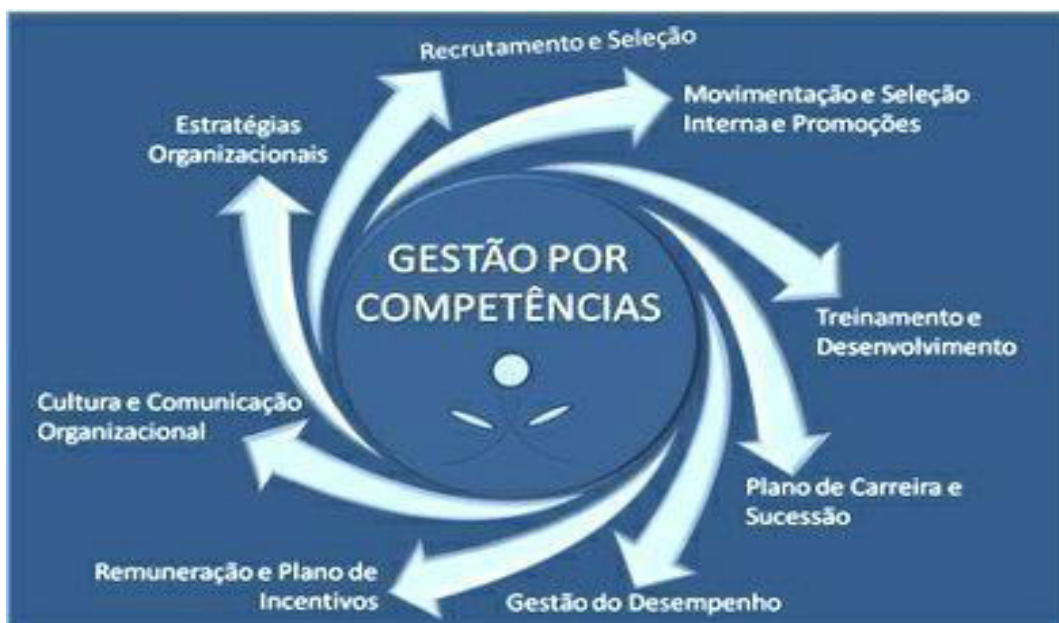 Recrutamento e Seleção
Movimentação e Seleção
Interna e Promoções
Estratégias
Organizacionais
GESTÃO POR
COMPETÊNCIAS
Treinamento e
Desenvolvimento
Cultura e Comunicação
Organizacional
Plano de Carreira e
Sucessão
Remuneração e Plano de
Incentivos
Gestão do Desempenho